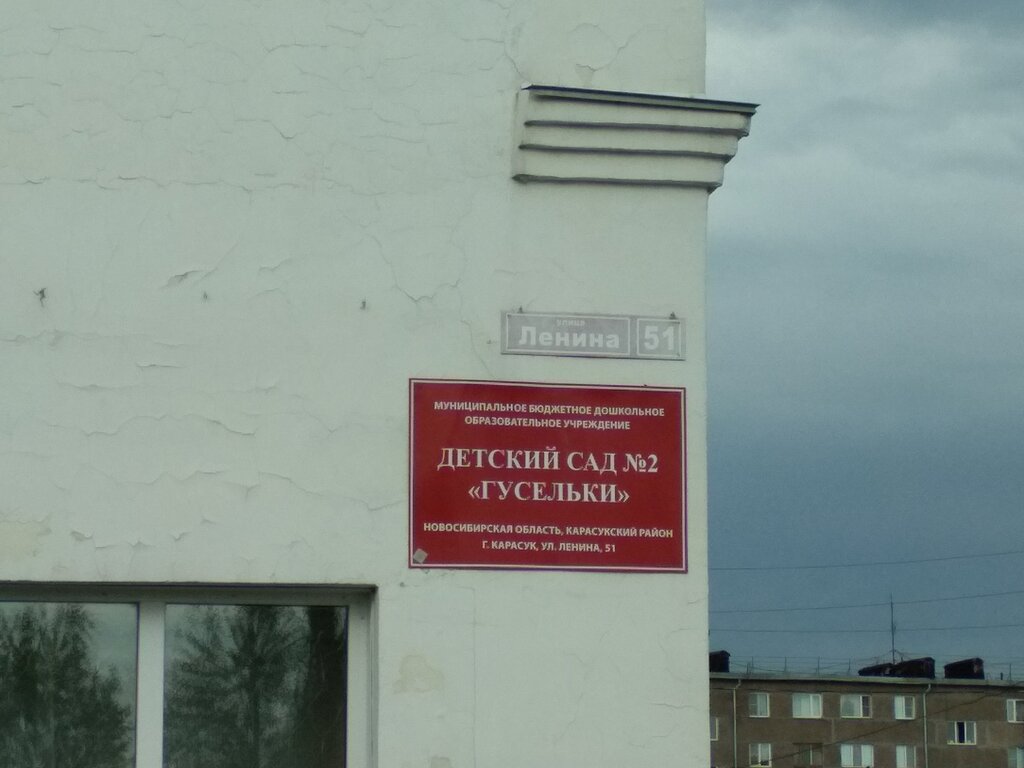 улица
Ленина 51
МУНИЦИПАЛЬНОЕ БЮДЖЕТНОЕ ДОШКОЛЬНОЕ
ОБРАЗОВАТЕЛЬНОЕ УЧРЕЖДЕНИЕ
ДЕТСКИЙ САД №2
«ГУСЕЛЬКИ»
НОВОСИБИРСКАЯ ОБЛАСТЬ, КАРАСУКСКИЙ РАЙОН
Г. КАРАСУК, УЛ. ЛЕНИНА, 51